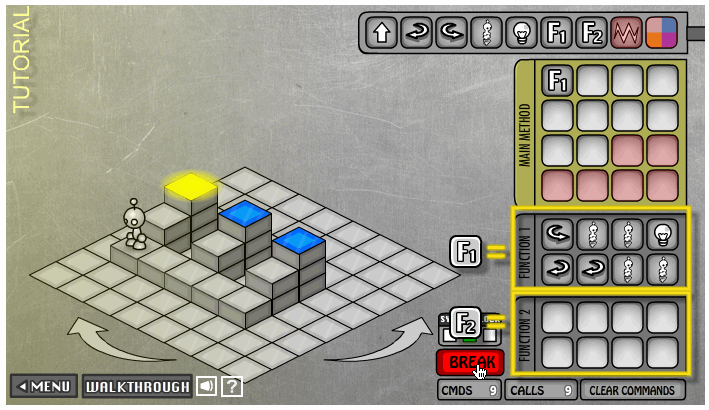 TUTORIAL
F1 F2
MAIN METHOD
F1
F1 =
FUNCTION 1
F2 =
FUNCTION 2
BREAK
MENU
WALKTHROUGH
?
CMDS 9
CALLS 9
CLEAR COMMANDS